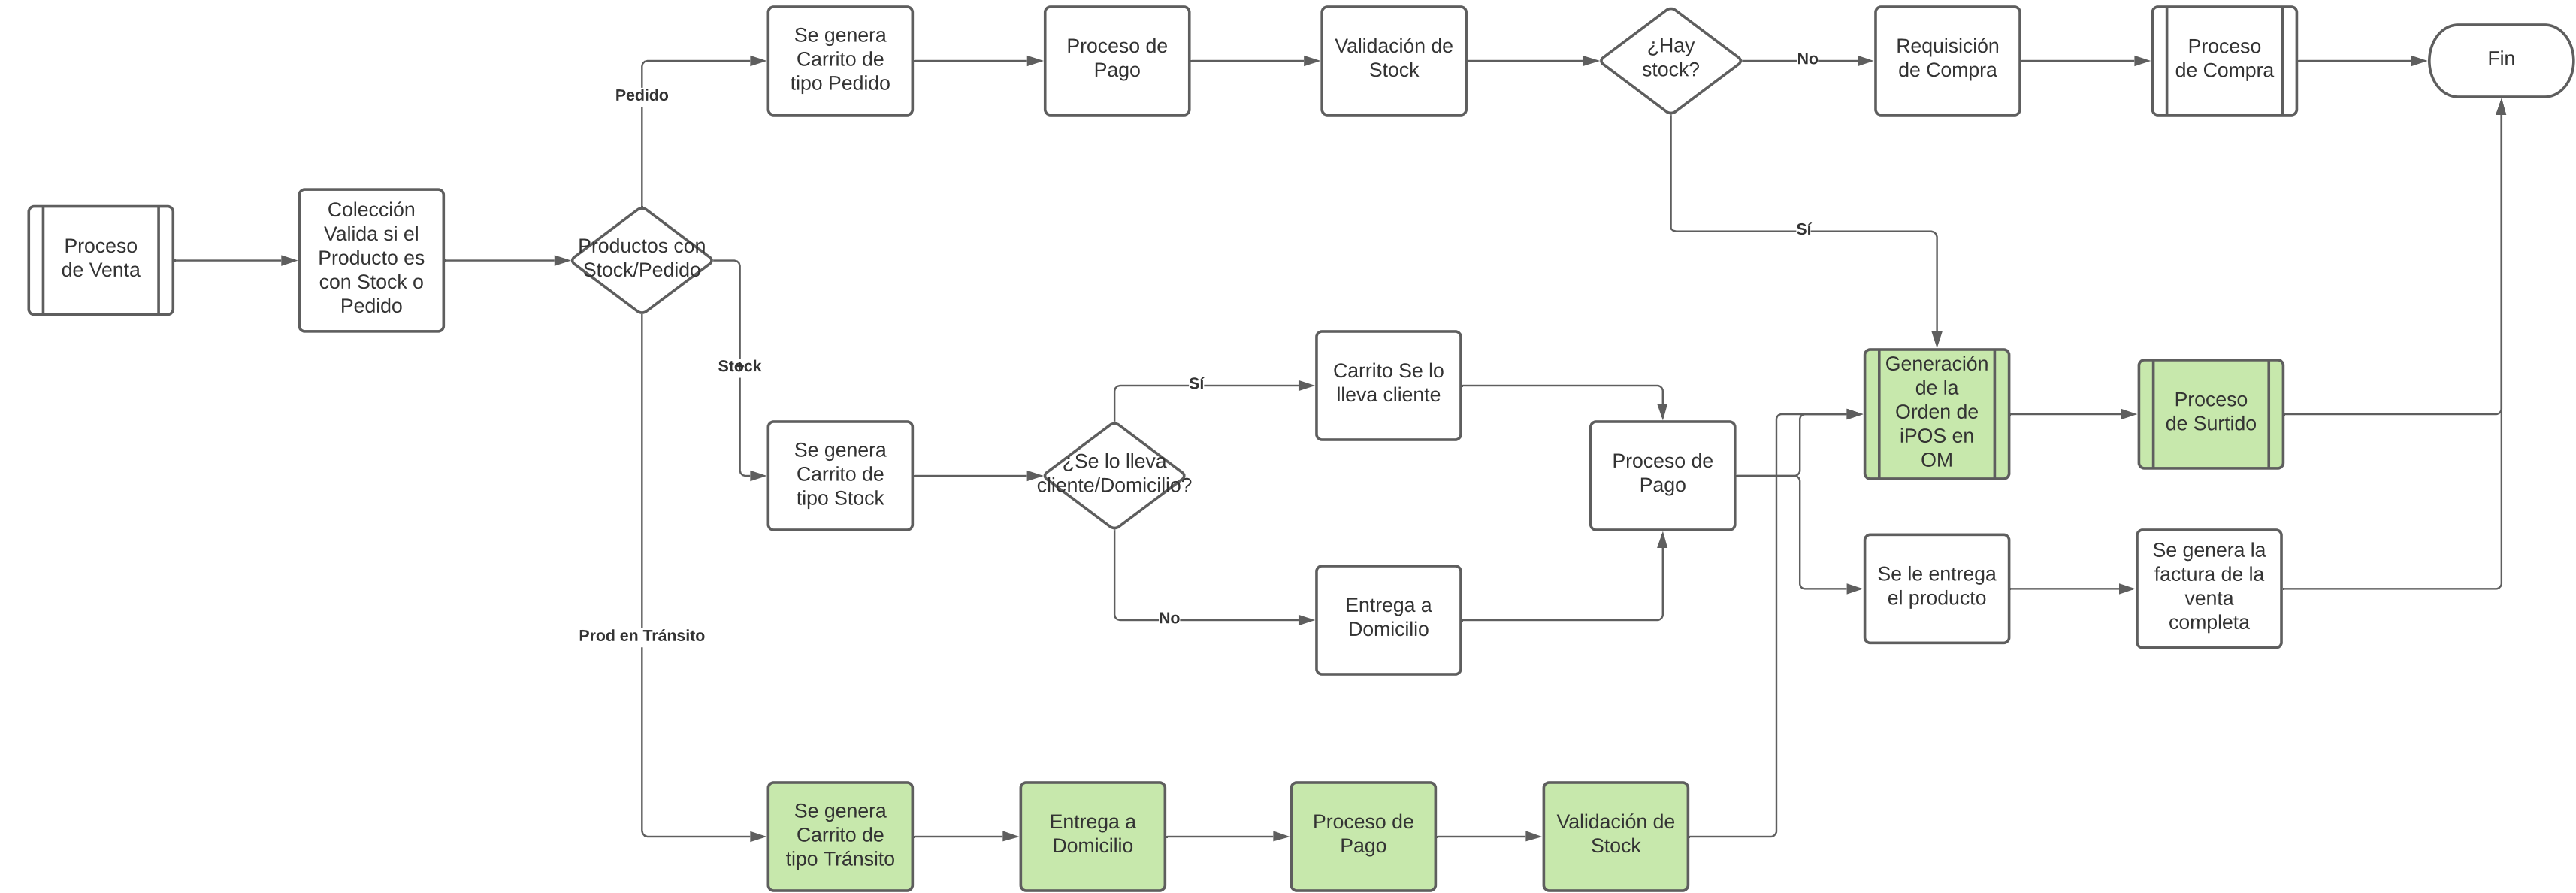 Se genera
Carrito de
tipo Pedido
Proceso de
Pago
Validación de
Stock
¿Hay
stock?
No
Requisición
de Compra
Proceso
de Compra
Fin
Pedido
Proceso
de Venta
Colección
Valida si el
Producto es
con Stock o
Pedido
Productos con
Stock/Pedido
Sí
Stock
Se genera
Carrito de
tipo Stock
¿Se lo lleva
cliente/Domicilio?
Sí
Carrito Se lo
lleva cliente
No
Entrega a
Domicilio
Proceso de
Pago
Generación
de la
Orden de
iPOS en
OM
Proceso
de Surtido
Se le entrega
el producto
Se genera la
factura de la
venta
completa
Prod en Tránsito
Se genera
Carrito de
tipo Tránsito
Entrega a
Domicilio
Proceso de
Pago
Validación de
Stock